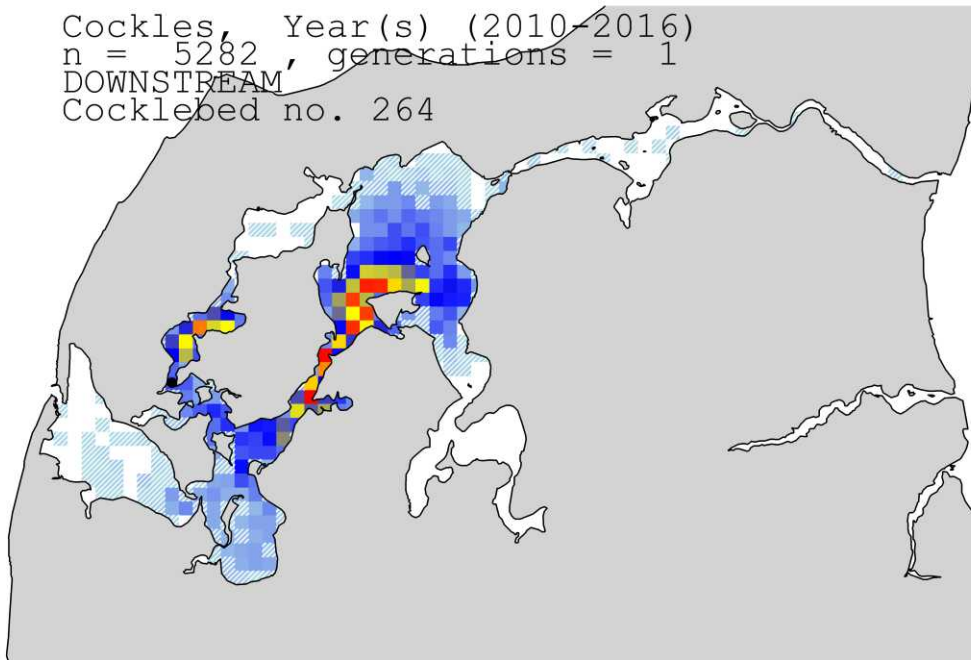 Cockles, Year(s) (2010-2016)
n = 5282 , generations = 1
DOWNSTREAM
Cocklebed no. 264